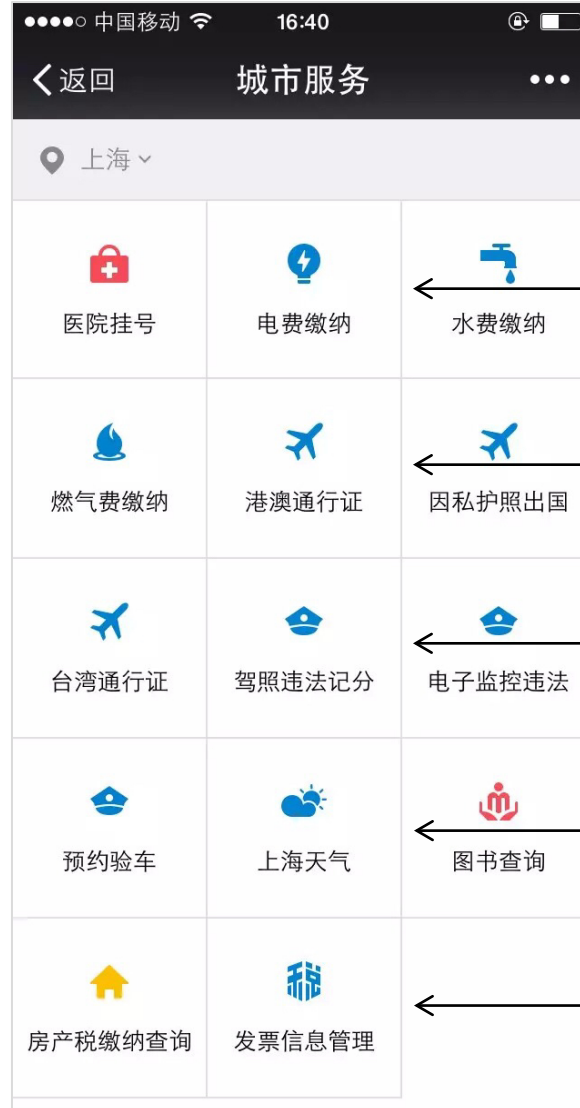 中国移动 16:40
返回 城市服务
上海
医院挂号 电费缴纳 水费缴纳
燃气费缴纳 港澳通行证 因私护照出国
台湾通行证 驾照违法记分 电子监控违法
预约验车 上海天气 图书查询
税
房产税缴纳查询 发票信息管理